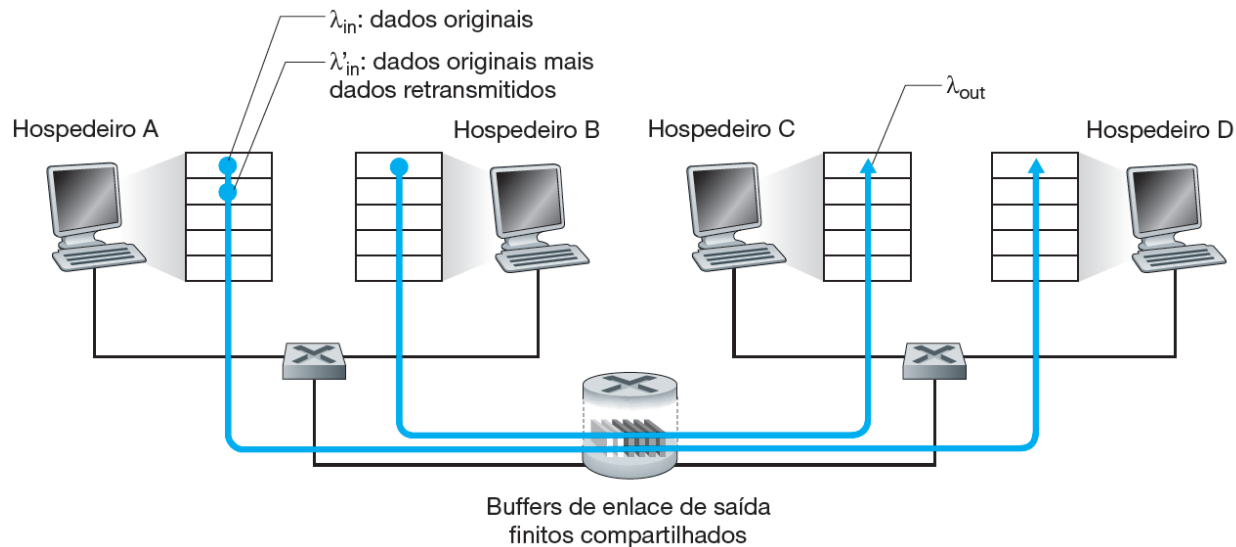 λin: dados originais
λ'in: dados originais mais
dados retransmitidos
λout
Hospedeiro A
Hospedeiro B
Hospedeiro C
Hospedeiro D
Buffers de enlace de saída
finitos compartilhados